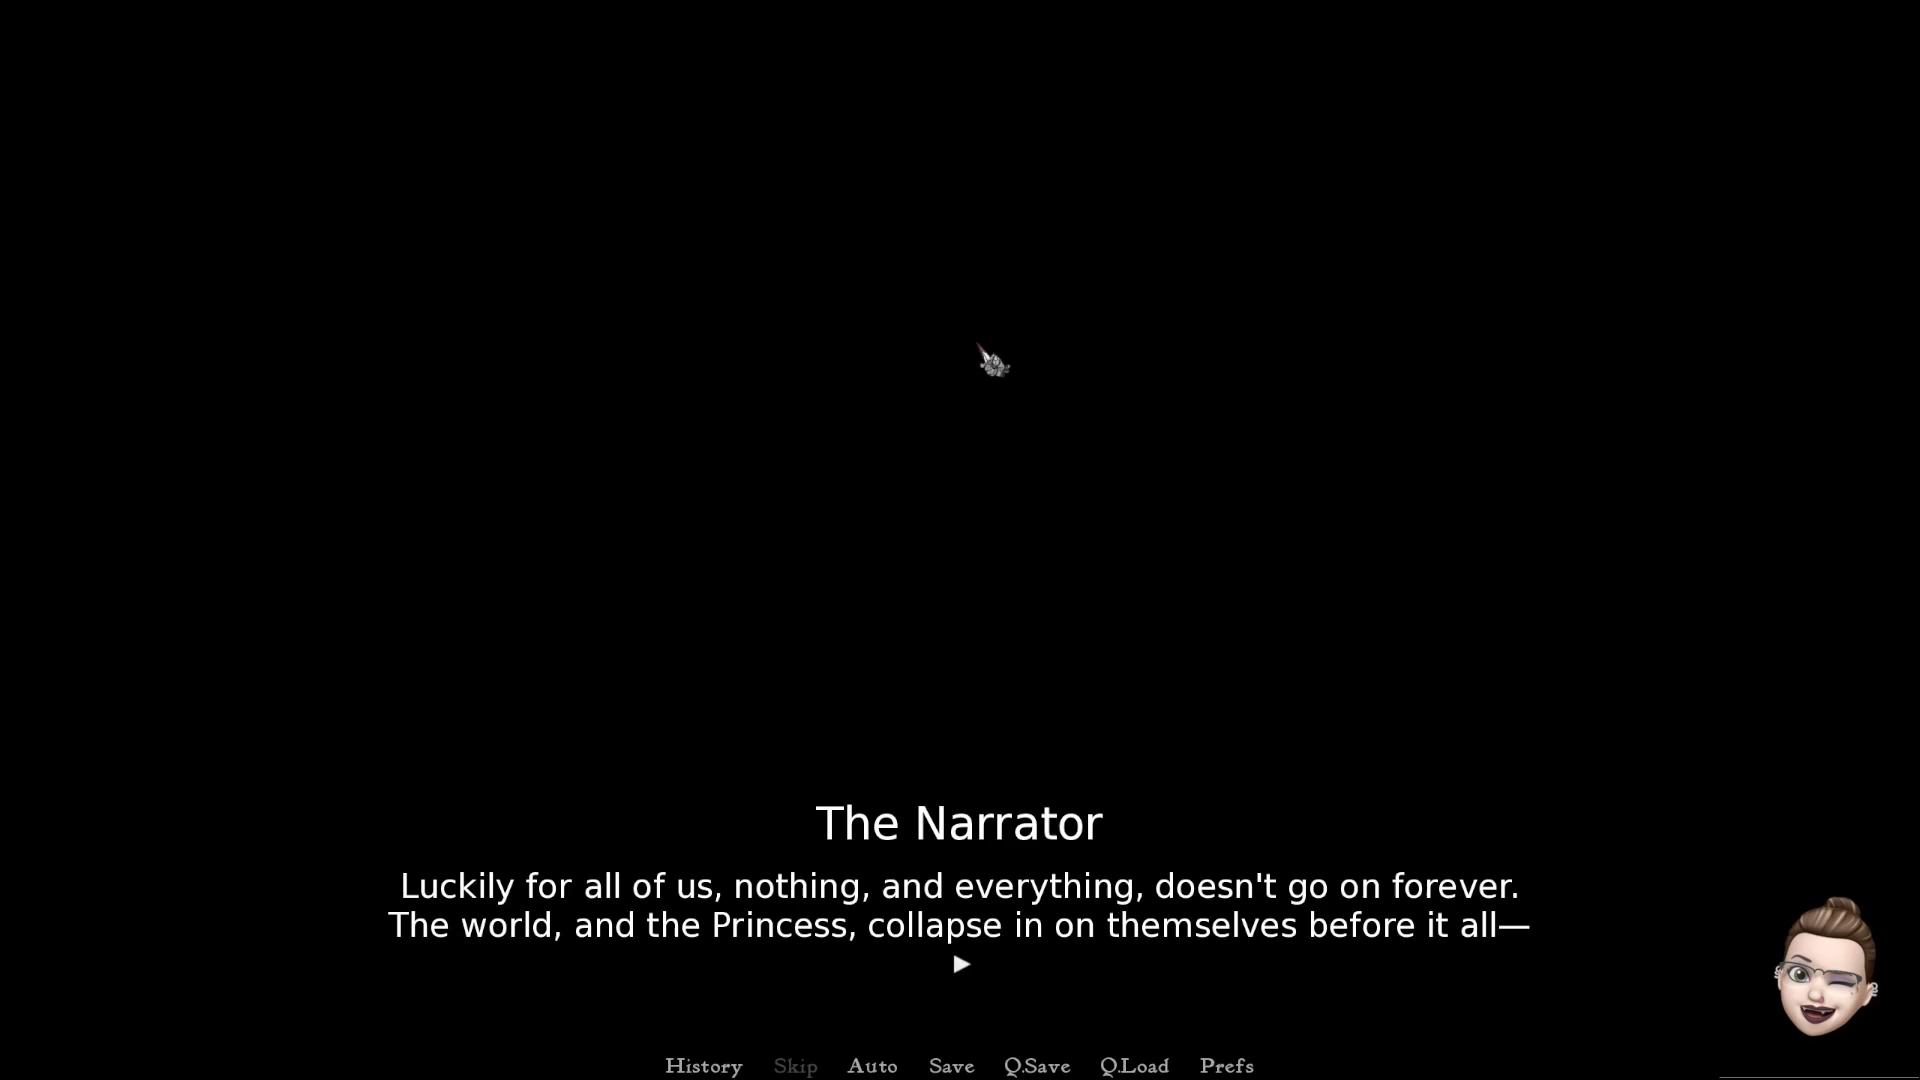 The Narrator
Luckily for all of us, nothing, and everything, doesn't go on forever.
The world, and the Princess, collapse in on themselves before it all—
History Skip Auto Save Q.Save Q.Load Prefs